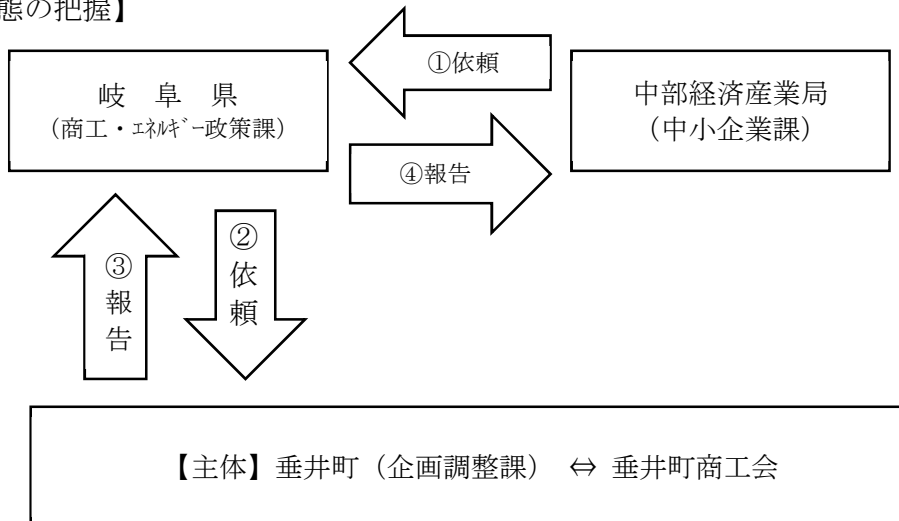 態の把握】
①依頼
岐　阜　県
（商工・ｴﾈﾙｷﾞｰ政策課）
中部経済産業局
（中小企業課）
④報告
③報告
②依頼
【主体】垂井町（企画調整課）　⇔　垂井町商工会